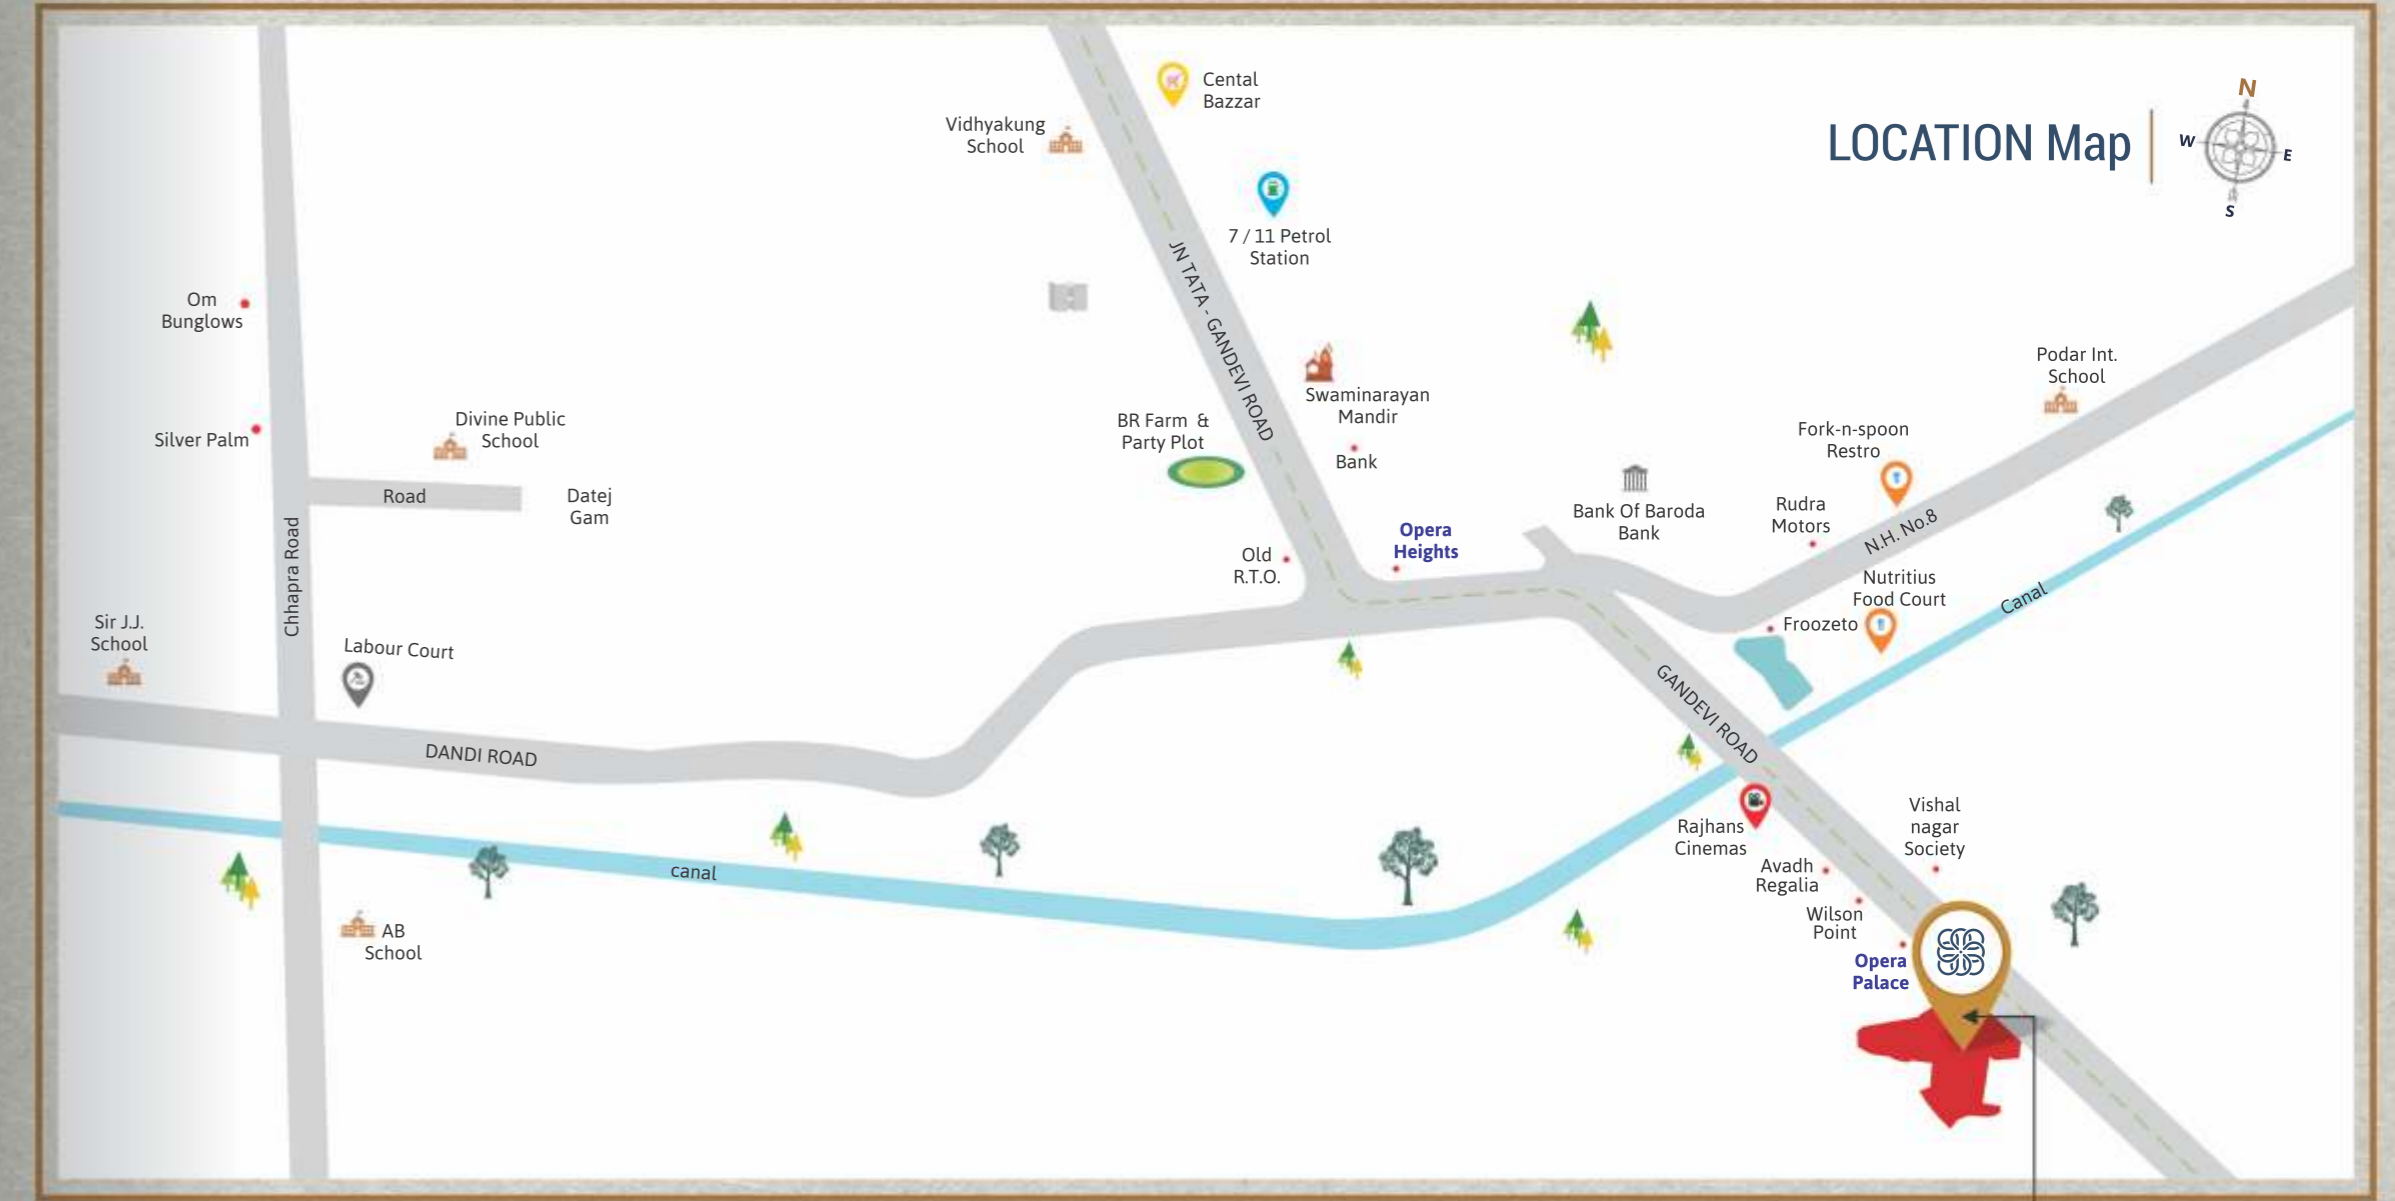 Cental
Bazzar
Vidhyakung
School
LOCATION Map
N
W
E
S
7 / 11 Petrol
Station
JN TATA - GANDEVI ROAD
Om
Bunglows
Silver Palm
Divine Public
School
Road
Datej
Gam
Chhapra Road
Sir J.J.
School
Labour Court
DANDI ROAD
canal
AB
School
BR Farm &
Party Plot
Swaminarayan
Mandir
Bank
Old
R.T.O.
Opera
Heights
Bank Of Baroda
Bank
Podar Int.
School
Fork-n-spoon
Restro
Rudra
Motors
N.H. No.8
Nutritius
Food Court
Froozeto
Canal
GANDEVI ROAD
Rajhans
Cinemas
Vishal
nagar
Society
Avadh
Regalia
Wilson
Point
Opera
Palace